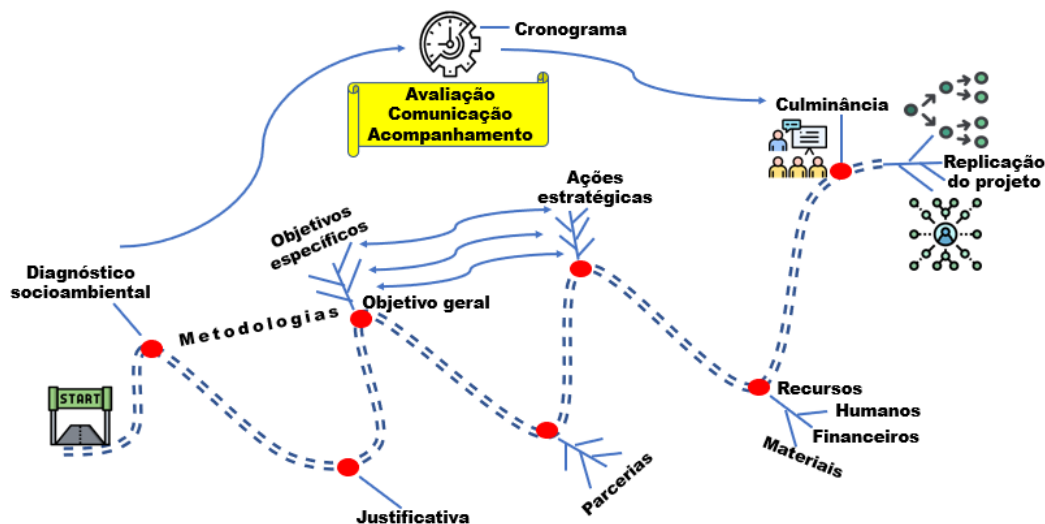 Cronograma
Avaliação
Comunicação
Acompanhamento
Culminância
Replicação
do projeto
Ações
estratégicas
Objetivos
específicos
Diagnóstico
socioambiental
Objetivo geral
Metodologias
START
Recursos
Humanos
Financeiros
Materiais
Parcerias
Justificativa